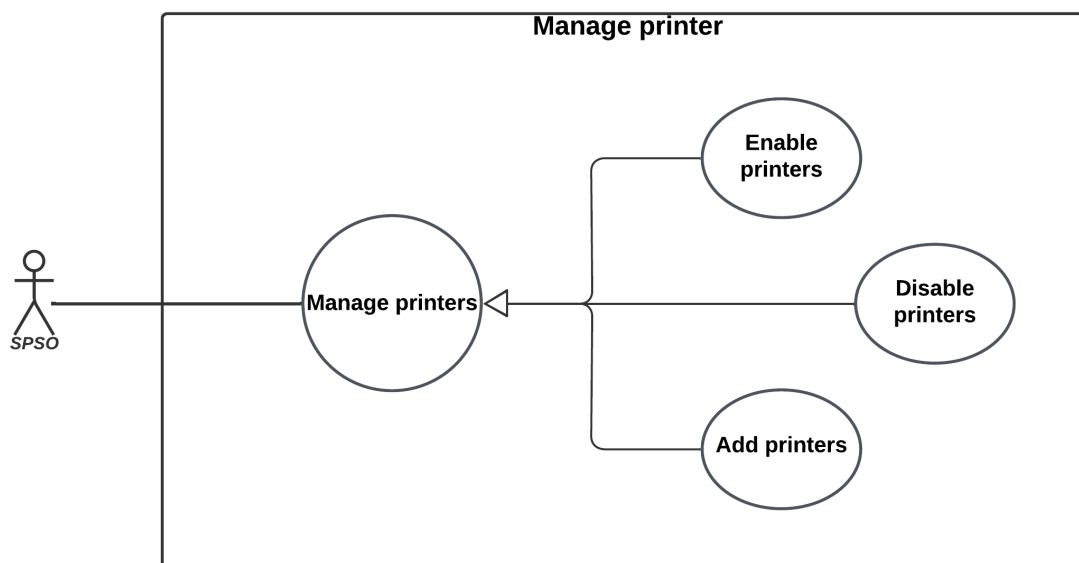 Manage printer
Enable
printers
SPSO
Manage printers
Disable
printers
Add printers